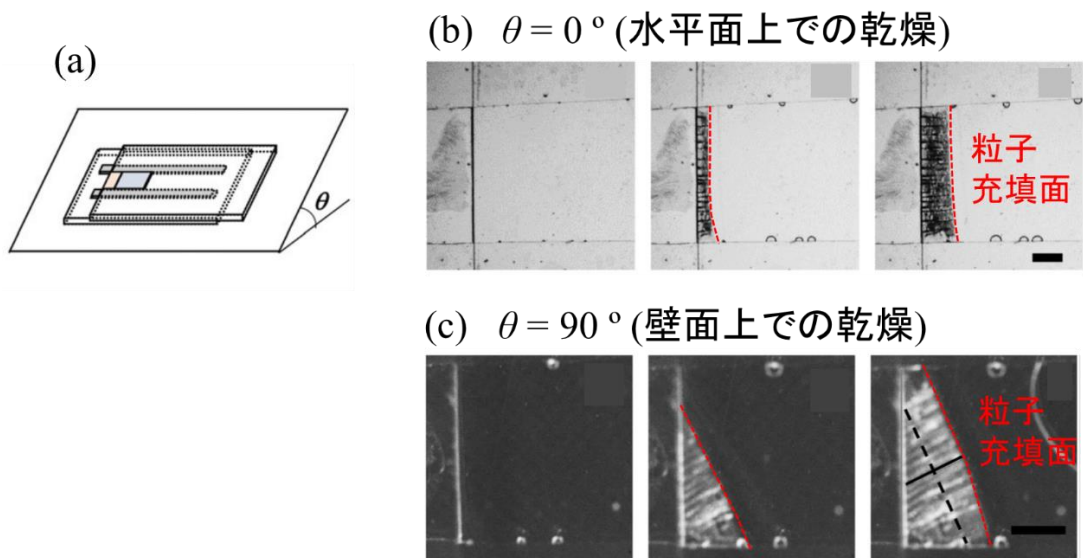 (a)
θ
(b) θ = 0 º (水平面上での乾燥)
粒子
充填面
(c) θ = 90 º (壁面上での乾燥)
粒子
充填面